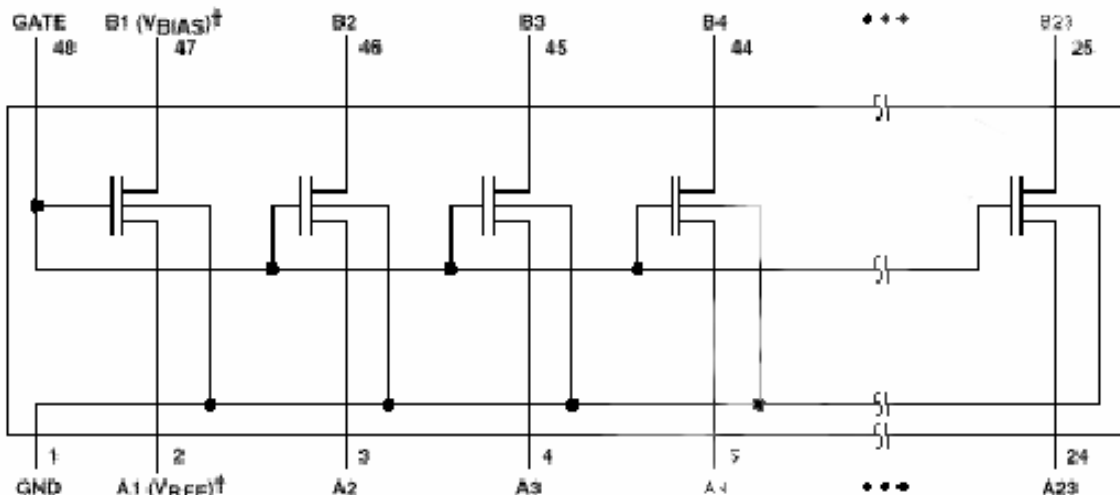 GATE B1 (VBIAS)‡ B2 B3 B4 ••• B23
48 47 46 45 44 25
1 2 3 4 5 24
GND A1 (VREF)‡ A2 A3 A4 ••• A23